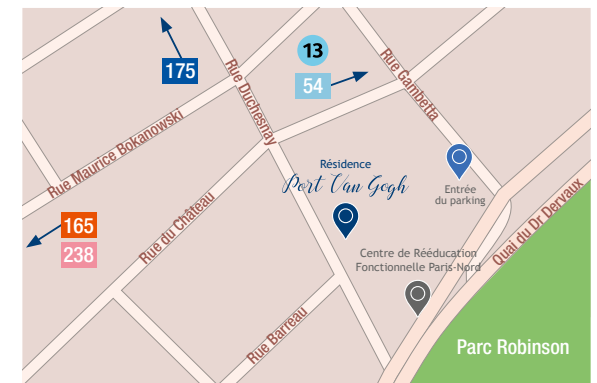 13
175
54
Rue Duchesnay
Rue Gambetta
Rue Maurice Bokanowski
Résidence
Port Van Gogh
Entrée
du parking
165
238
Rue du Château
Quai du Dr Dervaux
Centre de Rééducation
Fonctionnelle Paris-Nord
Rue Barreau
Parc Robinson